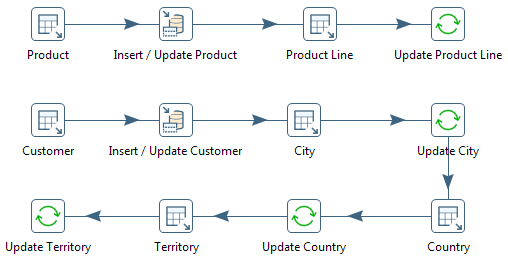 Product
Insert / Update Product
Product Line
Update Product Line
Customer
Insert / Update Customer
City
Update City
Update Territory
Territory
Update Country
Country